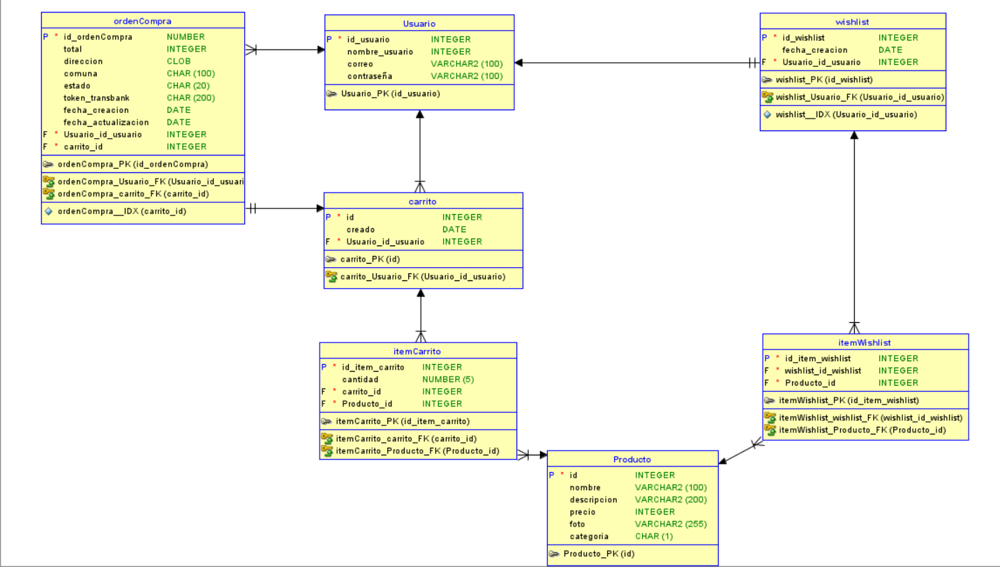 ordenCompra
P * id_ordenCompra NUMBER
total INTEGER
direccion CLOB
comuna CHAR (100)
estado CHAR (20)
token_transbank CHAR (200)
fecha_creacion DATE
fecha_actualizacion DATE
F * Usuario_id_usuario INTEGER
F * carrito_id INTEGER
ordenCompra_PK (id_ordenCompra)
ordenCompra_Usuario_FK (Usuario_id_usuari
ordenCompra_carrito_FK (carrito_id)
ordenCompra__IDX (carrito_id)
Usuario
P * id_usuario INTEGER
nombre_usuario INTEGER
correo VARCHAR2 (100)
contraseña VARCHAR2 (100)
Usuario_PK (id_usuario)
wishlist
P * id_wishlist INTEGER
fecha_creacion DATE
F * Usuario_id_usuario INTEGER
wishlist_PK (id_wishlist)
wishlist_Usuario_FK (Usuario_id_usuario)
wishlist__IDX (Usuario_id_usuario)
carrito
P * id INTEGER
creado DATE
F * Usuario_id_usuario INTEGER
carrito_PK (id)
carrito_Usuario_FK (Usuario_id_usuario)
itemCarrito
P * id_item_carrito INTEGER
cantidad NUMBER (5)
F * carrito_id INTEGER
F * Producto_id INTEGER
itemCarrito_PK (id_item_carrito)
itemCarrito_carrito_FK (carrito_id)
itemCarrito_Producto_FK (Producto_id)
itemWishlist
P * id_item_wishlist INTEGER
F * wishlist_id_wishlist INTEGER
F * Producto_id INTEGER
itemWishlist_PK (id_item_wishlist)
itemWishlist_wishlist_FK (wishlist_id_wishlist)
itemWishlist_Producto_FK (Producto_id)
Producto
P * id INTEGER
nombre VARCHAR2 (100)
descripcion VARCHAR2 (200)
precio INTEGER
foto VARCHAR2 (255)
categoria CHAR (1)
Producto_PK (id)